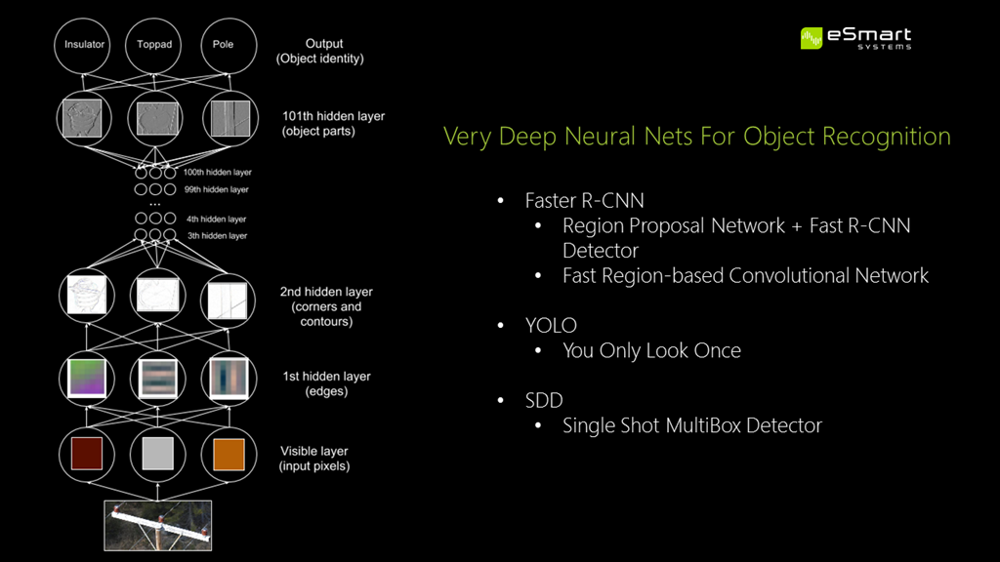 Insulator
Toppad
Pole
Output
(Object identity)
101th hidden layer
(object parts)
100th hidden layer
99th hidden layer
...
4th hidden layer
3th hidden layer
2nd hidden layer
(corners and
contours)
1st hidden layer
(edges)
Visible layer
(input pixels)
eSmart
SYSTEMS
Very Deep Neural Nets For Object Recognition
• Faster R-CNN
• Region Proposal Network + Fast R-CNN
Detector
• Fast Region-based Convolutional Network
• YOLO
• You Only Look Once
• SDD
• Single Shot MultiBox Detector